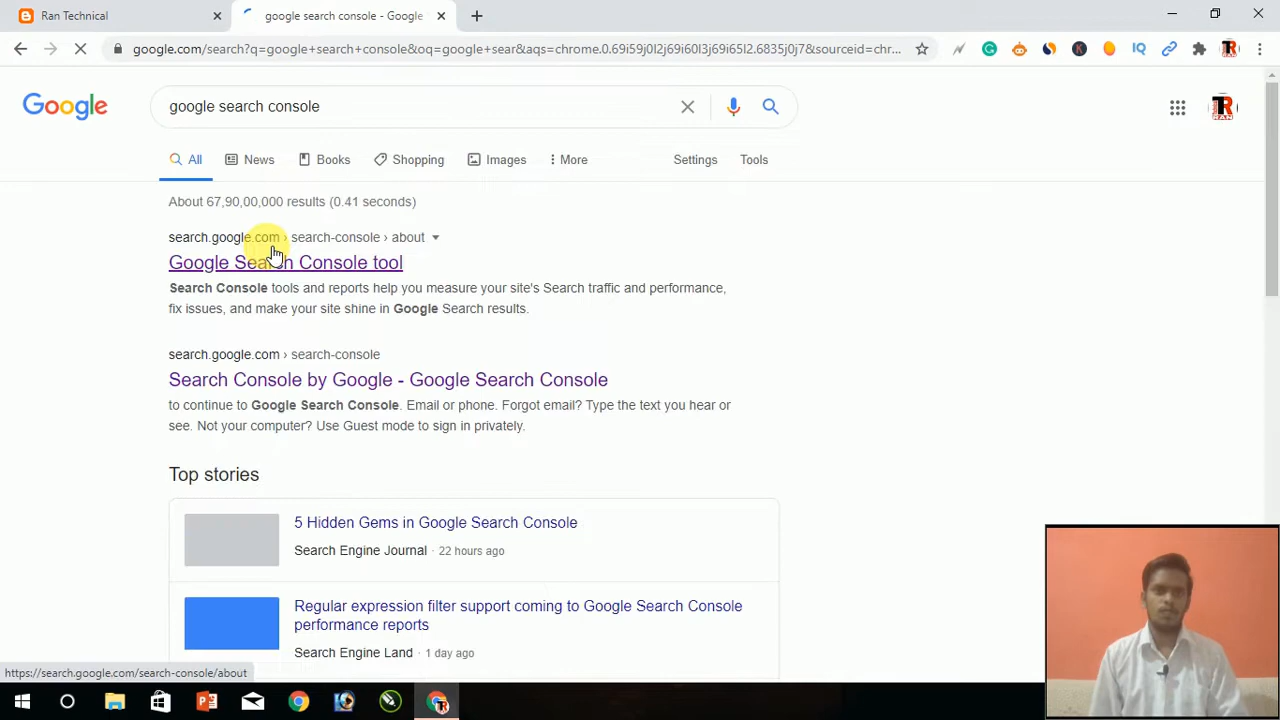 Ran Technical
google search console - Google
google.com/search?q=google+search+console&oq=google+sear&aqs=chrome.0.69i59j0l2j69i60l3j69i65l2.6835j0j7&sourceid=chr...
Google
google search console
All
News
Books
Shopping
Images
More
Settings
Tools
About 67,90,00,000 results (0.41 seconds)
search.google.com › search-console › about
Google Search Console tool
Search Console tools and reports help you measure your site's Search traffic and performance,
fix issues, and make your site shine in Google Search results.
search.google.com › search-console
Search Console by Google - Google Search Console
to continue to Google Search Console. Email or phone. Forgot email? Type the text you hear or
see. Not your computer? Use Guest mode to sign in privately.
Top stories
5 Hidden Gems in Google Search Console
Search Engine Journal · 22 hours ago
Regular expression filter support coming to Google Search Console
performance reports
Search Engine Land · 1 day ago
https://search.google.com/search-console/about